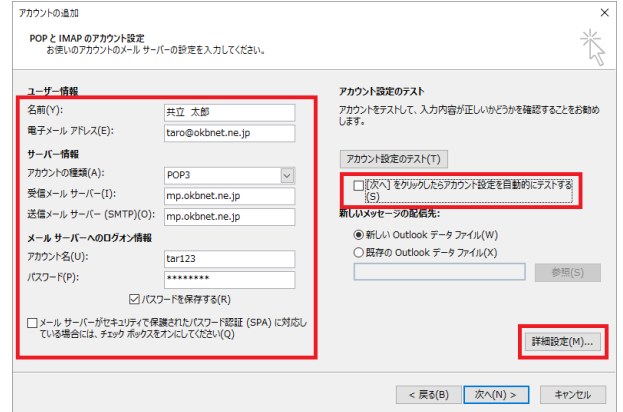 アカウントの追加
POP と IMAP のアカウント設定
お使いのアカウントのメール サーバーの設定を入力してください。
ユーザー情報
名前(Y):
共立 太郎
電子メール アドレス(E):
taro@okbnet.ne.jp
サーバー情報
アカウントの種類(A):
POP3
受信メール サーバー(I):
mp.okbnet.ne.jp
送信メール サーバー (SMTP)(O):
mp.okbnet.ne.jp
メール サーバーへのログオン情報
アカウント名(U):
tar123
パスワード(P):
********
パスワードを保存する(R)
メール サーバーがセキュリティで保護されたパスワード認証 (SPA) に対応し
ている場合には、チェック ボックスをオンにしてください(Q)
アカウント設定のテスト
アカウントをテストして、入力内容が正しいかどうかを確認することをお勧め
します。
アカウント設定のテスト(T)
[次へ] をクリックしたらアカウント設定を自動的にテストする
(S)
新しいメッセージの配信先:
新しい Outlook データ ファイル(W)
既存の Outlook データ ファイル(X)
参照(S)
詳細設定(M)...
< 戻る(B)
次へ(N) >
キャンセル